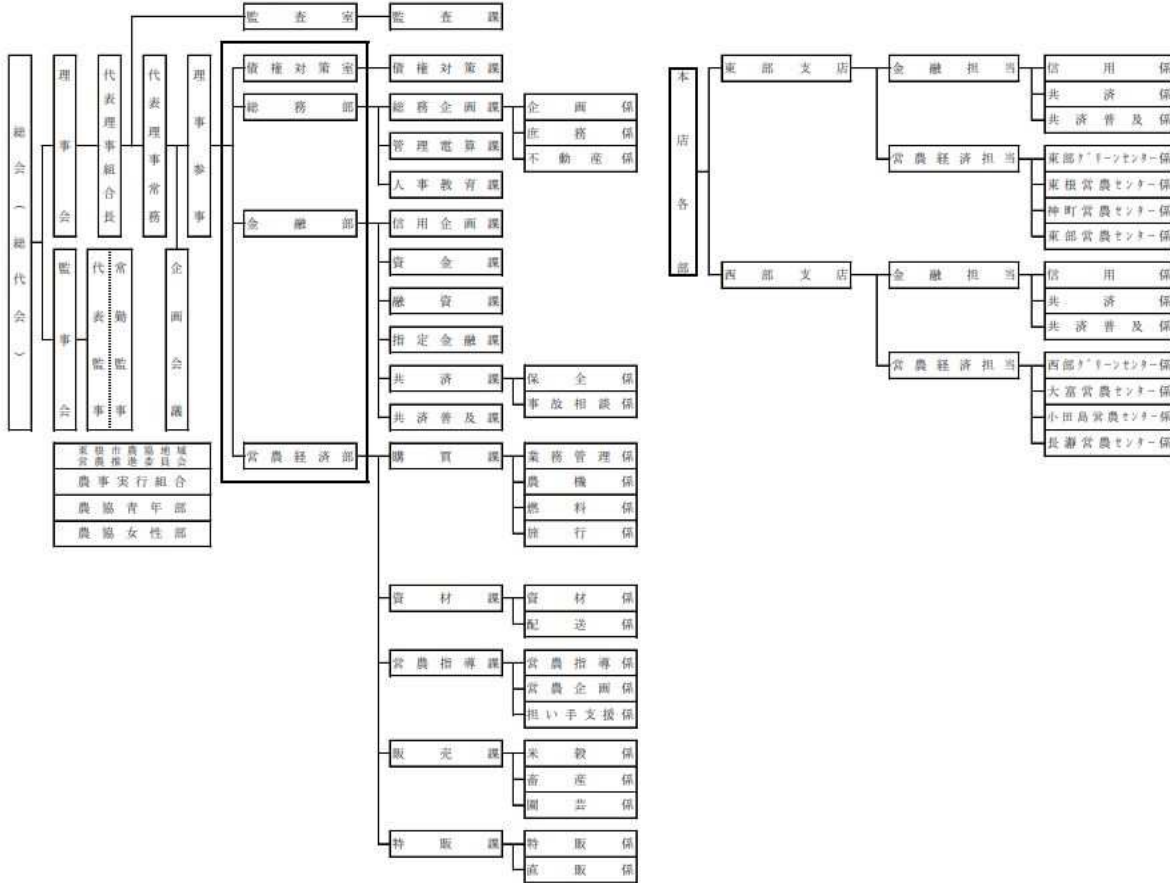 監査室
監査課
総会（総代会）
理事会
代表理事組合長
代表理事常務
理事参事
監事会
代表監事
常勤監事
企画会議
東根市農協地域
営農推進委員会
農事実行組合
農協青年部
農協女性部
債権対策室
債権対策課
総務部
総務企画課
企画係
庶務係
不動産係
管理電算課
人事教育課
金融部
信用企画課
資金課
融資課
指定金融課
共済課
保全係
事故相談係
共済普及課
営農経済部
購買課
業務管理係
農機係
燃料係
旅行係
資材課
資材係
配送係
営農指導課
営農指導係
営農企画係
担い手支援係
販売課
米穀係
畜産係
園芸係
特販課
特販係
直販係
本店各部
東部支店
金融担当
信用係
共済係
共済普及係
営農経済担当
東部グリーンセンター係
東根営農センター係
神町営農センター係
東部営農センター係
西部支店
金融担当
信用係
共済係
共済普及係
営農経済担当
西部グリーンセンター係
大富営農センター係
小田島営農センター係
長瀞営農センター係